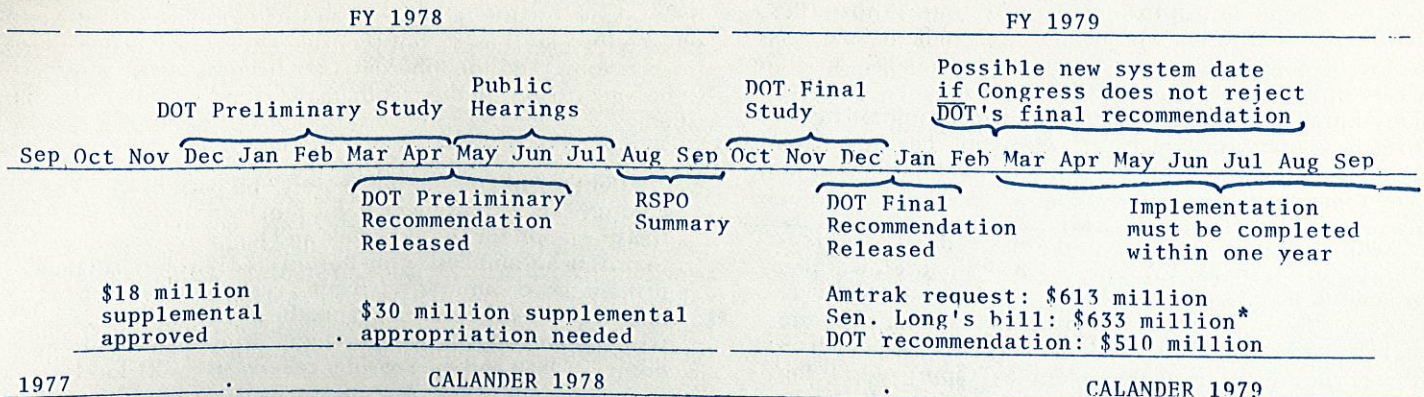 FY 1978 FY 1979
DOT Preliminary Study
Public
Hearings
DOT Final
Study
Possible new system date
if Congress does not reject
DOT's final recommendation
Sep Oct Nov Dec Jan Feb Mar Apr May Jun Jul Aug Sep Oct Nov Dec Jan Feb Mar Apr May Jun Jul Aug Sep
DOT Preliminary
Recommendation
Released
RSPO
Summary
DOT Final
Recommendation
Released
Implementation
must be completed
within one year
$18 million
supplemental
approved
$30 million supplemental
appropriation needed
Amtrak request: $613 million
Sen. Long's bill: $633 million*
DOT recommendation: $510 million
1977 CALANDER 1978 CALANDER 1979